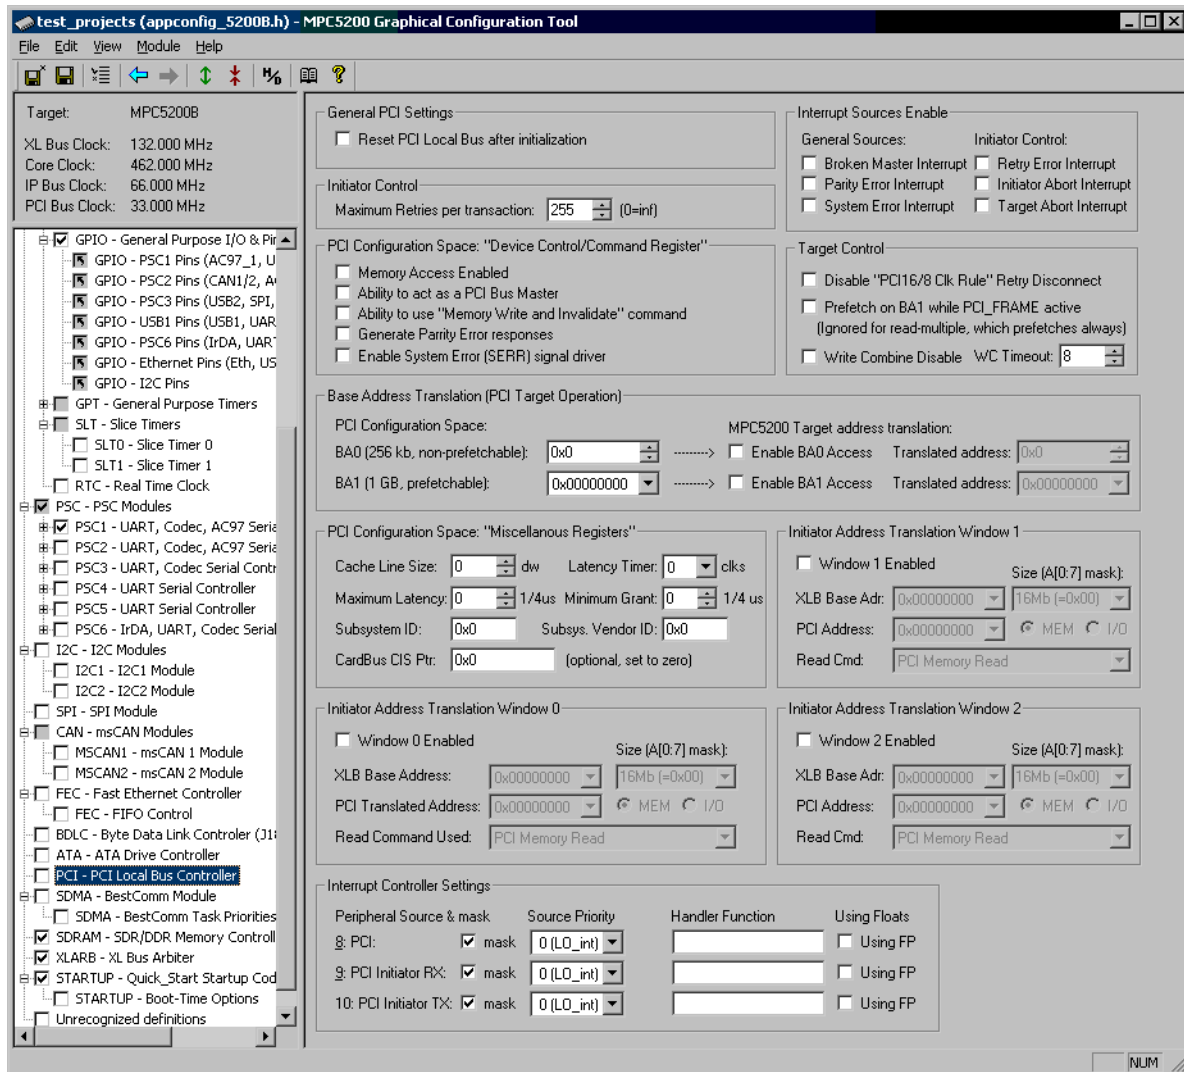 test_projects (appconfig_5200B.h) - MPC5200 Graphical Configuration Tool
File Edit View Module Help
Target: MPC5200B
XL Bus Clock: 132.000 MHz
Core Clock: 462.000 MHz
IP Bus Clock: 66.000 MHz
PCI Bus Clock: 33.000 MHz
GPIO - General Purpose I/O & Pin
GPIO - PSC1 Pins (AC97_1, U
GPIO - PSC2 Pins (CAN1/2, A
GPIO - PSC3 Pins (USB2, SPI,
GPIO - USB1 Pins (USB1, UAR
GPIO - PSC6 Pins (IrDA, UART
GPIO - Ethernet Pins (Eth, US
GPIO - I2C Pins
GPT - General Purpose Timers
SLT - Slice Timers
SLT0 - Slice Timer 0
SLT1 - Slice Timer 1
RTC - Real Time Clock
PSC - PSC Modules
PSC1 - UART, Codec, AC97 Seria
PSC2 - UART, Codec, AC97 Seria
PSC3 - UART, Codec Serial Contr
PSC4 - UART Serial Controller
PSC5 - UART Serial Controller
PSC6 - IrDA, UART, Codec Serial
I2C - I2C Modules
I2C1 - I2C1 Module
I2C2 - I2C2 Module
SPI - SPI Module
CAN - msCAN Modules
MSCAN1 - msCAN 1 Module
MSCAN2 - msCAN 2 Module
FEC - Fast Ethernet Controller
FEC - FIFO Control
BDLC - Byte Data Link Controler (J18
ATA - ATA Drive Controller
PCI - PCI Local Bus Controller
SDMA - BestComm Module
SDMA - BestComm Task Priorities
SDRAM - SDR/DDR Memory Controll
XLARB - XL Bus Arbiter
STARTUP - Quick_Start Startup Cod
STARTUP - Boot-Time Options
Unrecognized definitions
General PCI Settings
Reset PCI Local Bus after initialization
Initiator Control
Maximum Retries per transaction: 255 (0=inf)
Interrupt Sources Enable
General Sources: Initiator Control:
Broken Master Interrupt Retry Error Interrupt
Parity Error Interrupt Initiator Abort Interrupt
System Error Interrupt Target Abort Interrupt
PCI Configuration Space: "Device Control/Command Register"
Memory Access Enabled
Ability to act as a PCI Bus Master
Ability to use "Memory Write and Invalidate" command
Generate Parity Error responses
Enable System Error (SERR) signal driver
Target Control
Disable "PCI16/8 Clk Rule" Retry Disconnect
Prefetch on BA1 while PCI_FRAME active
(Ignored for read-multiple, which prefetches always)
Write Combine Disable WC Timeout: 8
Base Address Translation (PCI Target Operation)
PCI Configuration Space: MPC5200 Target address translation:
BA0 (256 kb, non-prefetchable): 0x0 --------> Enable BA0 Access Translated address: 0x0
BA1 (1 GB, prefetchable): 0x00000000 --------> Enable BA1 Access Translated address: 0x00000000
PCI Configuration Space: "Miscellanous Registers"
Cache Line Size: 0 dw Latency Timer: 0 clks
Maximum Latency: 0 1/4us Minimum Grant: 0 1/4 us
Subsystem ID: 0x0 Subsys. Vendor ID: 0x0
CardBus CIS Ptr: 0x0 (optional, set to zero)
Initiator Address Translation Window 1
Window 1 Enabled Size (A[0:7] mask):
XLB Base Adr: 0x00000000 16Mb (=0x00)
PCI Address: 0x00000000 MEM I/O
Read Cmd: PCI Memory Read
Initiator Address Translation Window 0
Window 0 Enabled Size (A[0:7] mask):
XLB Base Address: 0x00000000 16Mb (=0x00)
PCI Translated Address: 0x00000000 MEM I/O
Read Command Used: PCI Memory Read
Initiator Address Translation Window 2
Window 2 Enabled Size (A[0:7] mask):
XLB Base Adr: 0x00000000 16Mb (=0x00)
PCI Address: 0x00000000 MEM I/O
Read Cmd: PCI Memory Read
Interrupt Controller Settings
Peripheral Source & mask Source Priority Handler Function Using Floats
8: PCI: mask 0 (LO_int) Using FP
9: PCI Initiator RX: mask 0 (LO_int) Using FP
10: PCI Initiator TX: mask 0 (LO_int) Using FP
NUM